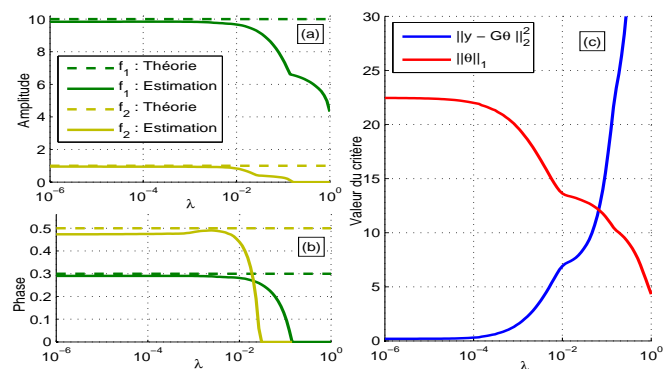 (a)
Amplitude
10
8
6
4
2
0
f1 : Théorie
f1 : Estimation
f2 : Théorie
f2 : Estimation
10^-6
10^-4
10^-2
10^0
λ
(b)
Phase
0.5
0.4
0.3
0.2
0.1
0
10^-6
10^-4
10^-2
10^0
λ
(c)
Valeur du critère
30
25
20
15
10
5
0
||y − Gθ ||_2^2
||θ||_1
10^-6
10^-4
10^-2
10^0
λ